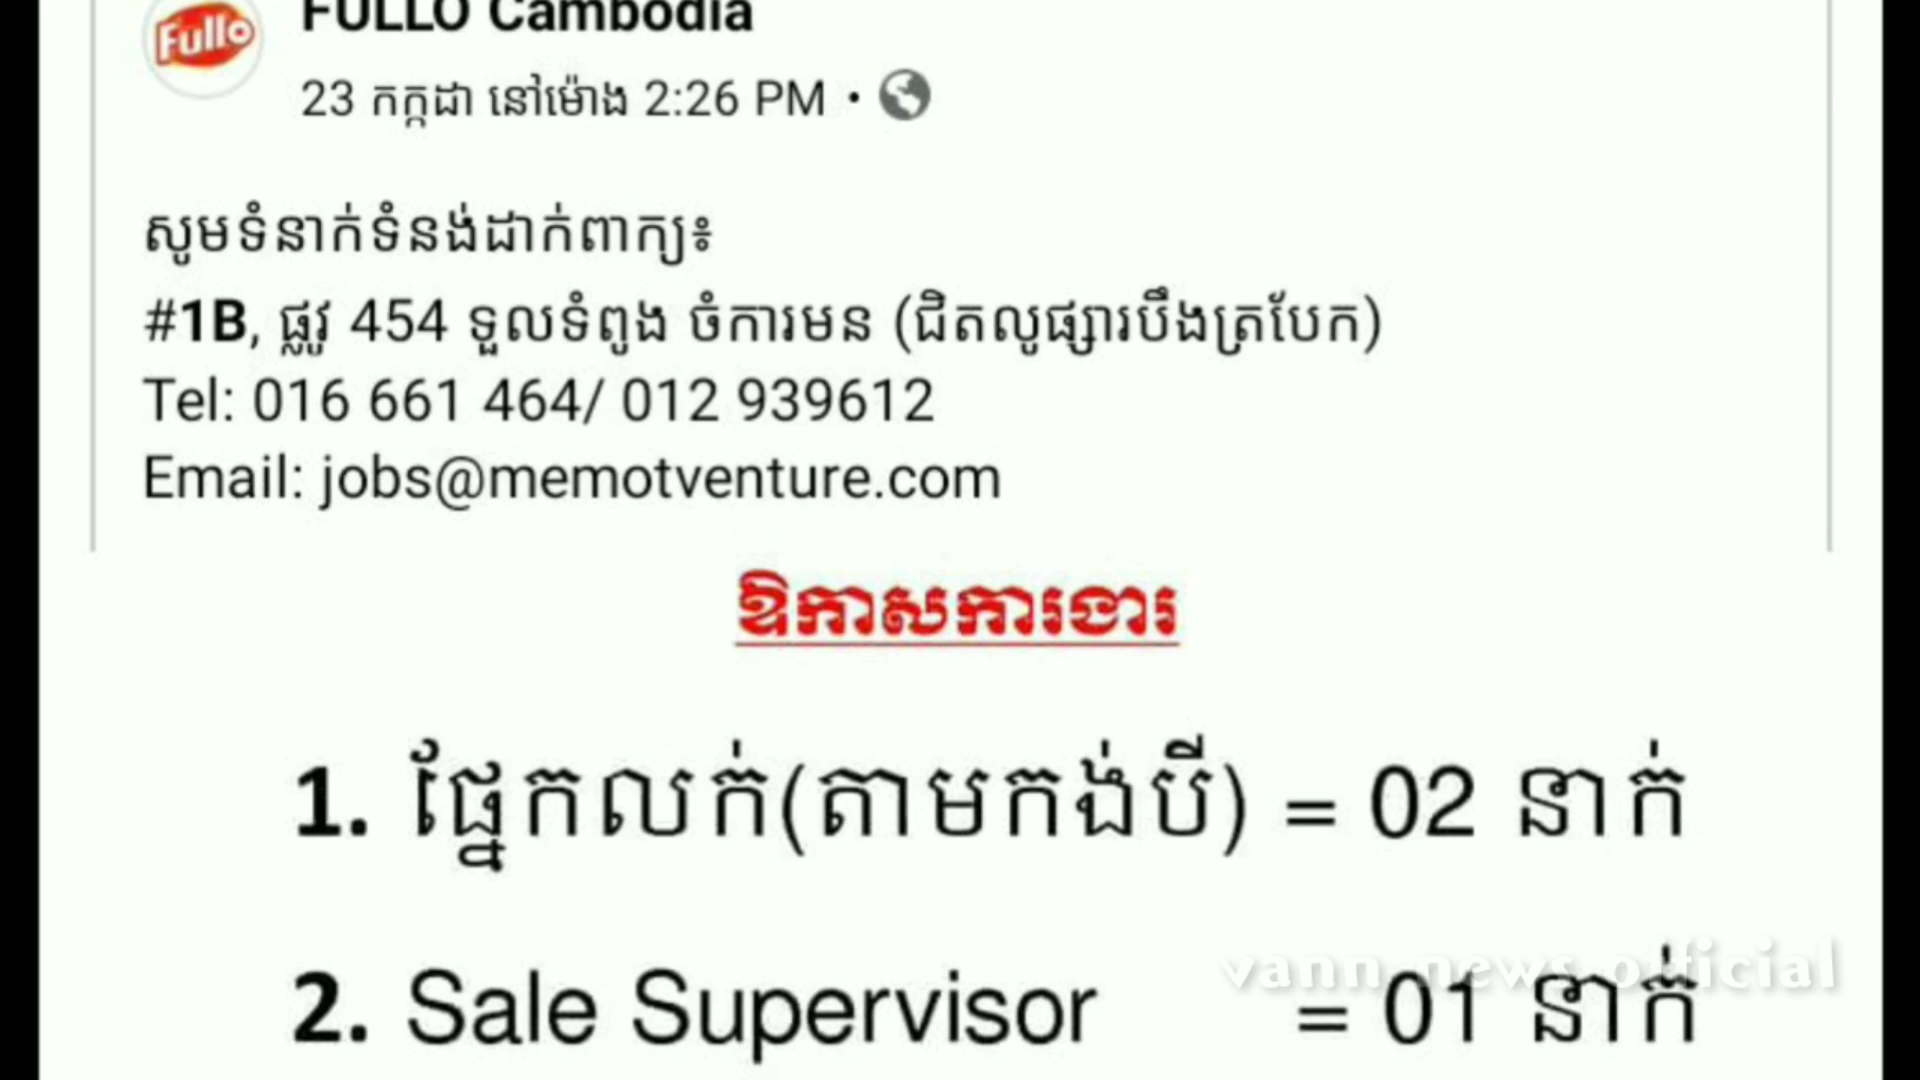 Fullo
FULLO Cambodia
23 កក្កដា នៅម៉ោង 2:26 PM •
សូមទំនាក់ទំនង់ដាក់ពាក្យ៖
#1B, ផ្លូវ 454 ទួលទំពូង ចំការមន (ជិតលូផ្សារបឹងត្របែក)
Tel: 016 661 464/ 012 939612
Email: jobs@memotventure.com
ឱកាសការងារ
1. ផ្នែកលក់(តាមកង់បី) = 02 នាក់
2. Sale Supervisor = 01 នាក់
vann news official